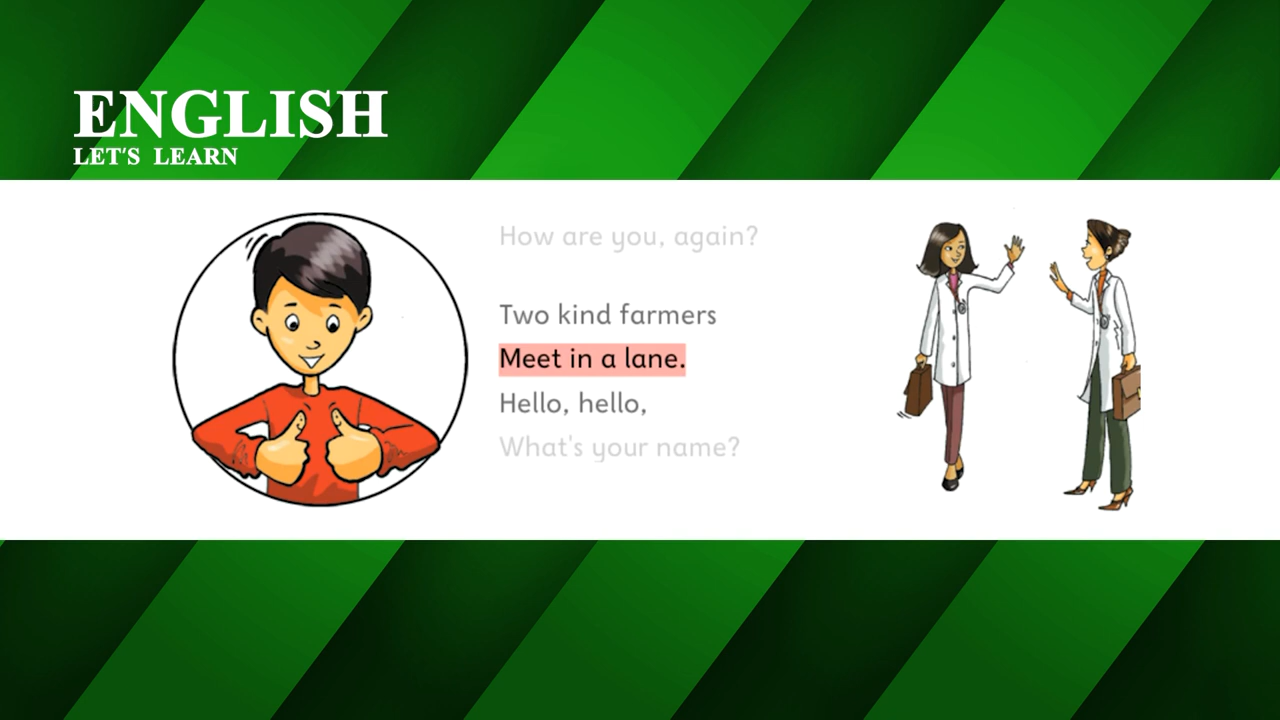 ENGLISH
LET'S LEARN
How are you, again?
Two kind farmers
Meet in a lane.
Hello, hello,
What's your name?